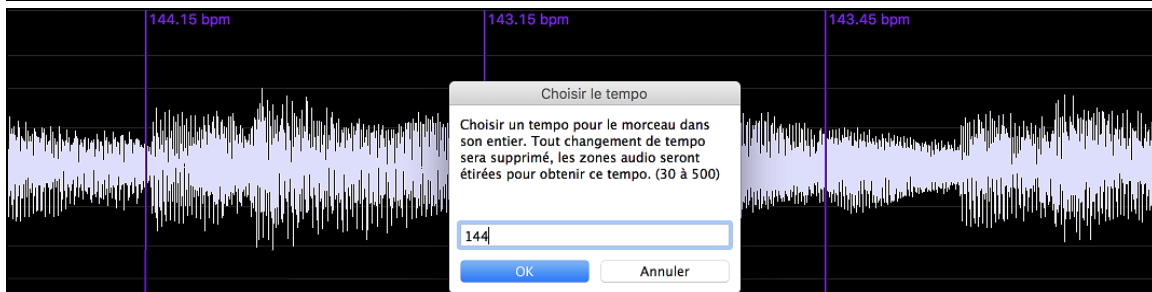 144.15 bpm
143.15 bpm
143.45 bpm
Choisir le tempo
Choisir un tempo pour le morceau dans
son entier. Tout changement de tempo
sera supprimé, les zones audio seront
étirées pour obtenir ce tempo. (30 à 500)
144
OK
Annuler